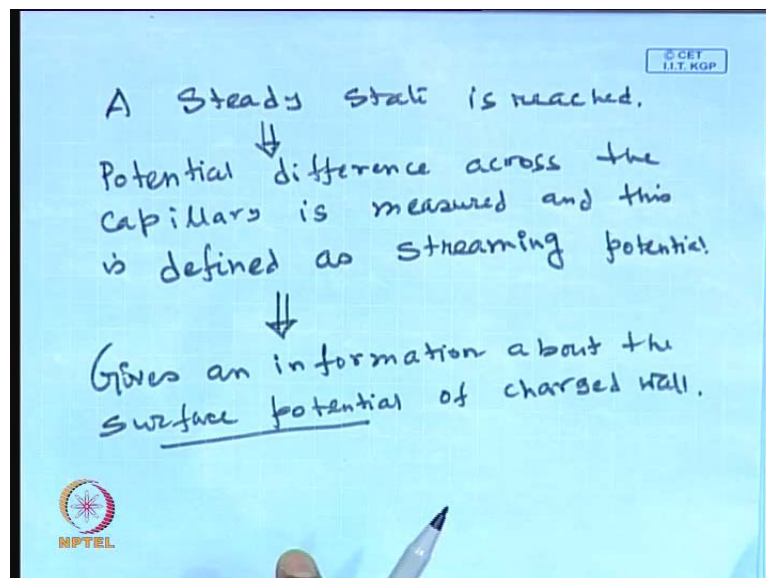 © CET
I.I.T. KGP
A Steady State is reached.
⇓
Potential difference across the
Capillary is measured and this
is defined as streaming potential.
⇓
Gives an information about the
surface potential of charged wall.
NPTEL